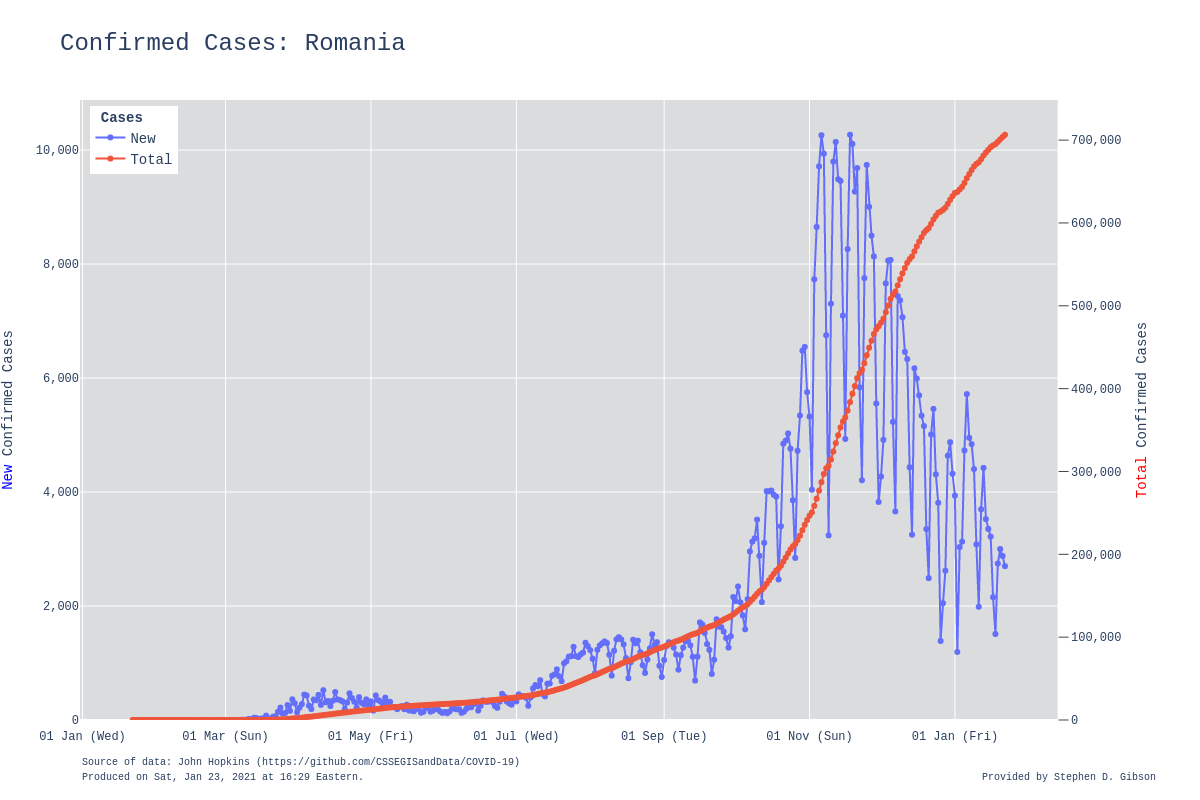 Confirmed Cases: Romania
Cases
New
Total
10,000
8,000
6,000
4,000
2,000
0
New Confirmed Cases
700,000
600,000
500,000
400,000
300,000
200,000
100,000
0
Total Confirmed Cases
01 Jan (Wed) 01 Mar (Sun) 01 May (Fri) 01 Jul (Wed) 01 Sep (Tue) 01 Nov (Sun) 01 Jan (Fri)
Source of data: John Hopkins (https://github.com/CSSEGISandData/COVID-19)
Produced on Sat, Jan 23, 2021 at 16:29 Eastern.
Provided by Stephen D. Gibson